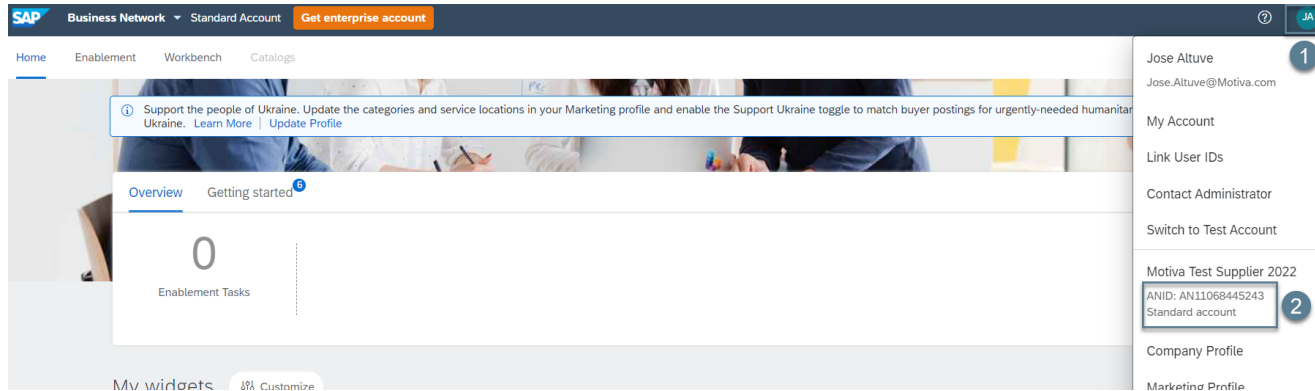 SAP Business Network Standard Account Get enterprise account JA
Home Enablement Workbench Catalogs
1
Jose Altuve
Jose.Altuve@Motiva.com
Support the people of Ukraine. Update the categories and service locations in your Marketing profile and enable the Support Ukraine toggle to match buyer postings for urgently-needed humanitar
Ukraine. Learn More | Update Profile
My Account
Link User IDs
Overview Getting started 6
Contact Administrator
Switch to Test Account
0
Enablement Tasks
Motiva Test Supplier 2022
ANID: AN11068445243
Standard account
2
Company Profile
My widgets Customize
Marketing Profile